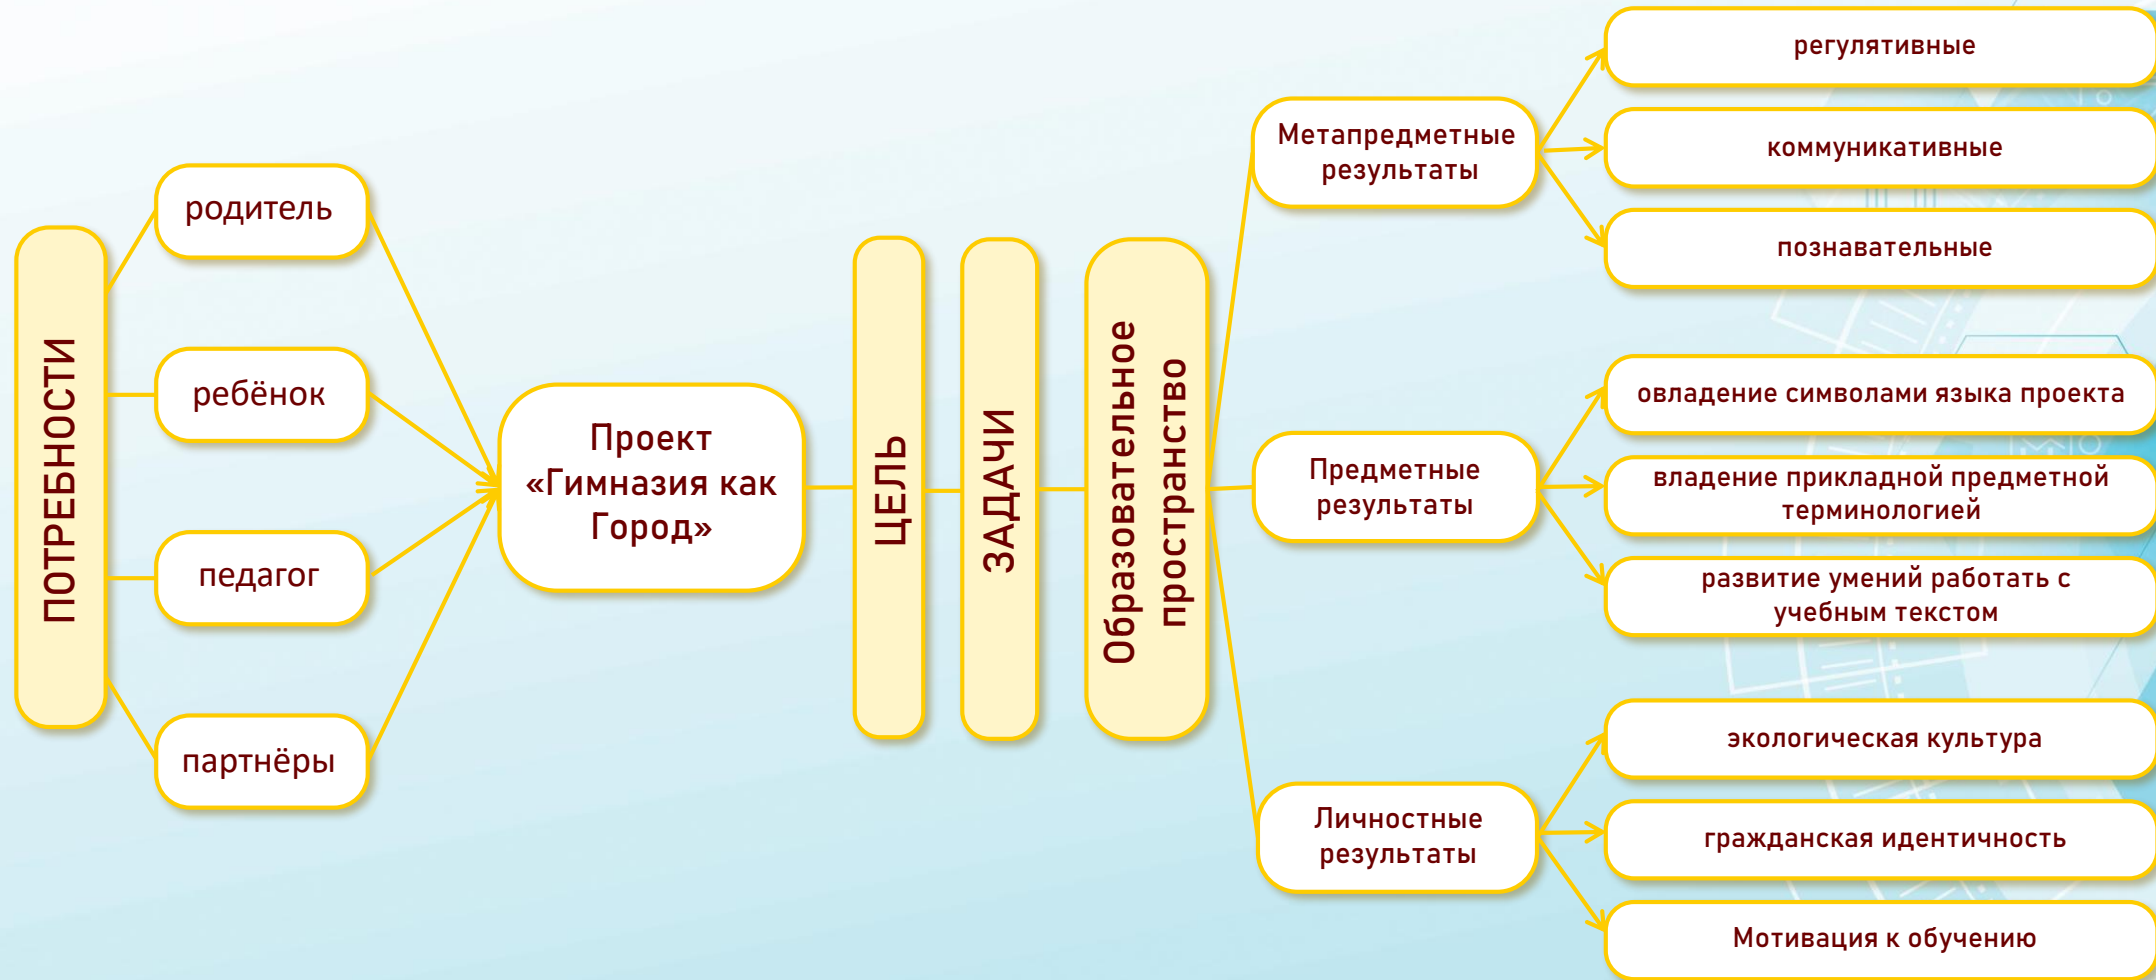 ПОТРЕБНОСТИ
родитель
ребёнок
педагог
партнёры
Проект
«Гимназия как
Город»
ЦЕЛЬ
ЗАДАЧИ
Образовательное
пространство
Метапредметные
результаты
регулятивные
коммуникативные
познавательные
Предметные
результаты
овладение символами языка проекта
владение прикладной предметной
терминологией
развитие умений работать с
учебным текстом
Личностные
результаты
экологическая культура
гражданская идентичность
Мотивация к обучению